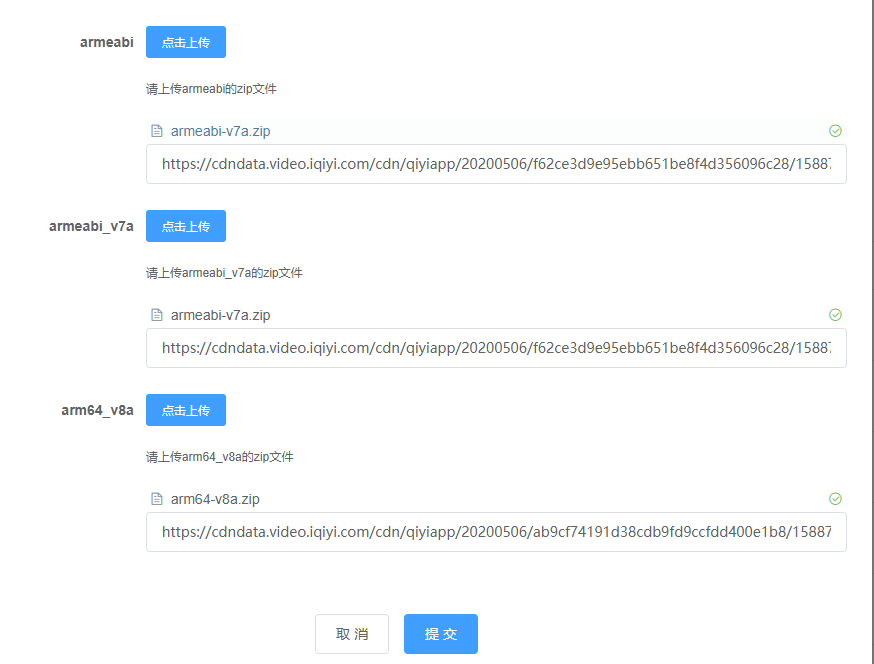 armeabi 点击上传
请上传armeabi的zip文件
armeabi-v7a.zip
https://cdndata.video.iqiyi.com/cdn/qiyiapp/20200506/f62ce3d9e95ebb651be8f4d356096c28/15887
armeabi_v7a 点击上传
请上传armeabi_v7a的zip文件
armeabi-v7a.zip
https://cdndata.video.iqiyi.com/cdn/qiyiapp/20200506/f62ce3d9e95ebb651be8f4d356096c28/15887
arm64_v8a 点击上传
请上传arm64_v8a的zip文件
arm64-v8a.zip
https://cdndata.video.iqiyi.com/cdn/qiyiapp/20200506/ab9cf74191d38cdb9fd9ccfdd400e1b8/15887
取消 提交